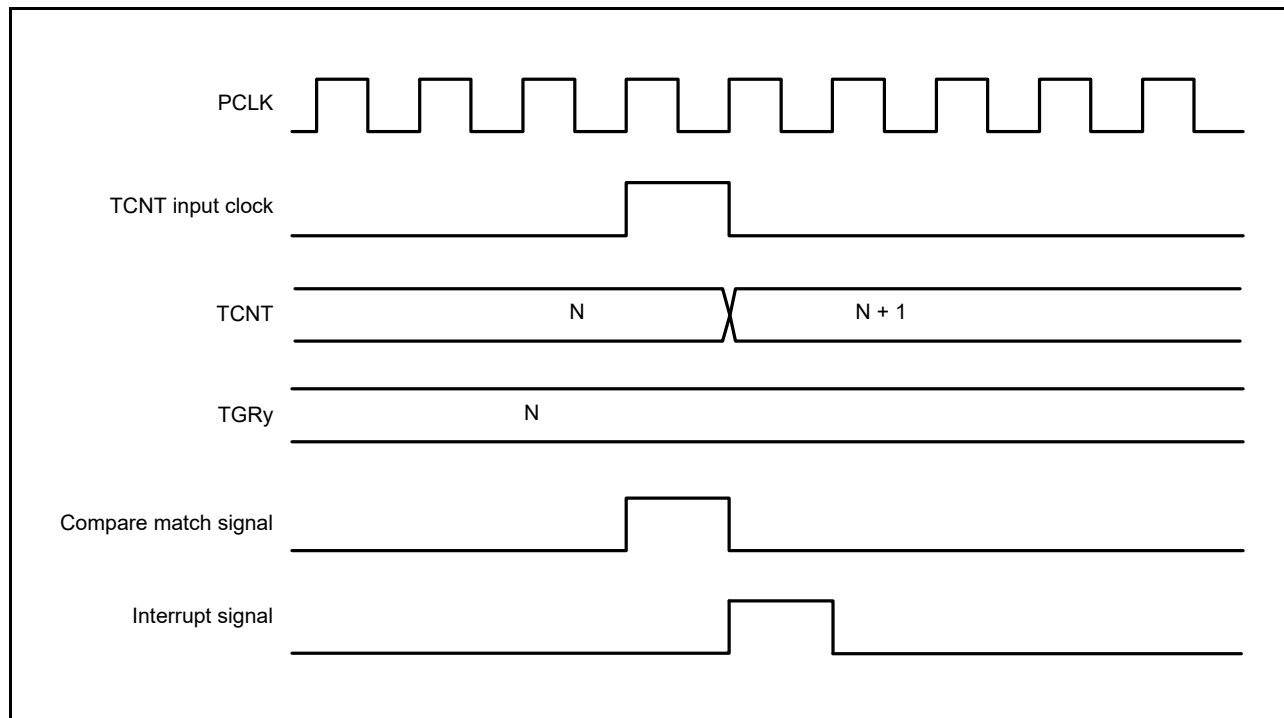 PCLK
TCNT input clock
TCNT
N
N + 1
TGRy
N
Compare match signal
Interrupt signal